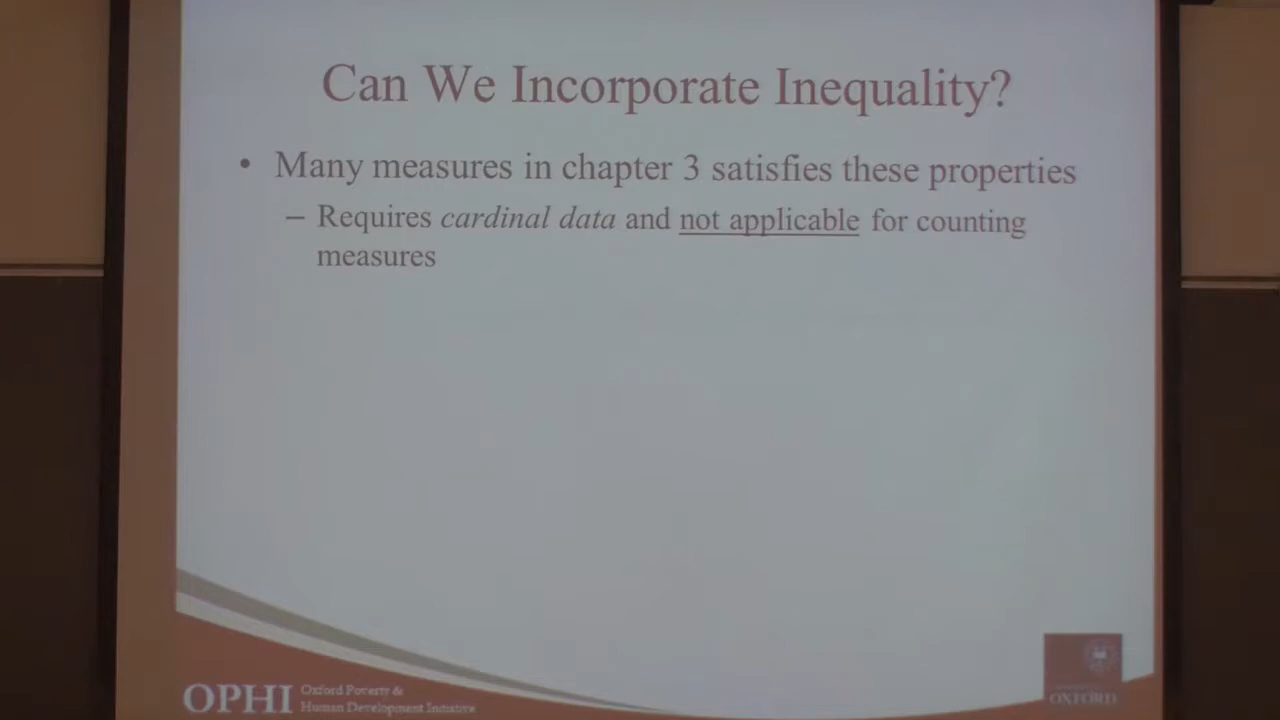 Can We Incorporate Inequality?
• Many measures in chapter 3 satisfies these properties
– Requires cardinal data and not applicable for counting
measures
OPHI
Oxford Poverty &
Human Development Initiative
OXFORD